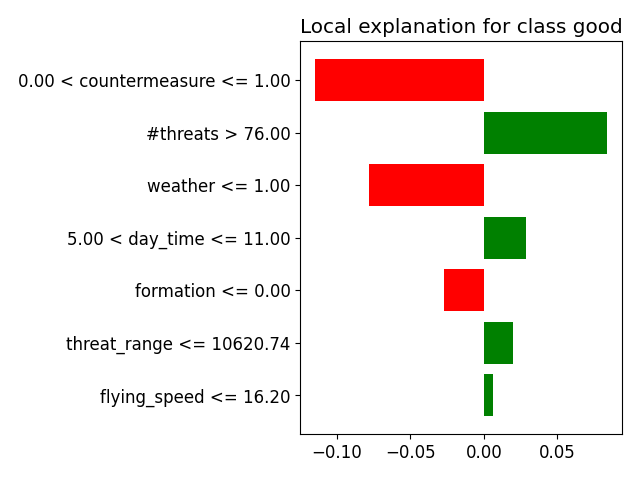 Local explanation for class good
0.00 < countermeasure <= 1.00
#threats > 76.00
weather <= 1.00
5.00 < day_time <= 11.00
formation <= 0.00
threat_range <= 10620.74
flying_speed <= 16.20
−0.10 −0.05 0.00 0.05